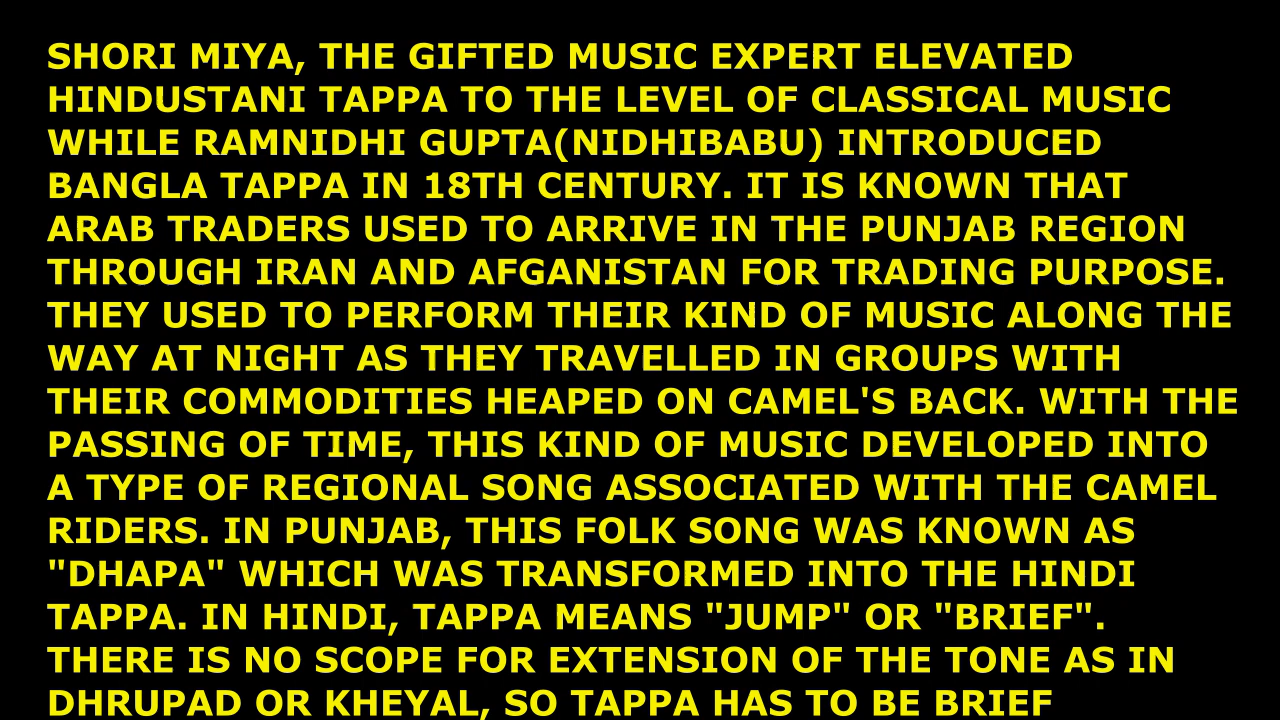 SHORI MIYA, THE GIFTED MUSIC EXPERT ELEVATED
HINDUSTANI TAPPA TO THE LEVEL OF CLASSICAL MUSIC
WHILE RAMNIDHI GUPTA(NIDHIBABU) INTRODUCED
BANGLA TAPPA IN 18TH CENTURY. IT IS KNOWN THAT
ARAB TRADERS USED TO ARRIVE IN THE PUNJAB REGION
THROUGH IRAN AND AFGANISTAN FOR TRADING PURPOSE.
THEY USED TO PERFORM THEIR KIND OF MUSIC ALONG THE
WAY AT NIGHT AS THEY TRAVELLED IN GROUPS WITH
THEIR COMMODITIES HEAPED ON CAMEL'S BACK. WITH THE
PASSING OF TIME, THIS KIND OF MUSIC DEVELOPED INTO
A TYPE OF REGIONAL SONG ASSOCIATED WITH THE CAMEL
RIDERS. IN PUNJAB, THIS FOLK SONG WAS KNOWN AS
"DHAPA" WHICH WAS TRANSFORMED INTO THE HINDI
TAPPA. IN HINDI, TAPPA MEANS "JUMP" OR "BRIEF".
THERE IS NO SCOPE FOR EXTENSION OF THE TONE AS IN
DHRUPAD OR KHEYAL, SO TAPPA HAS TO BE BRIEF